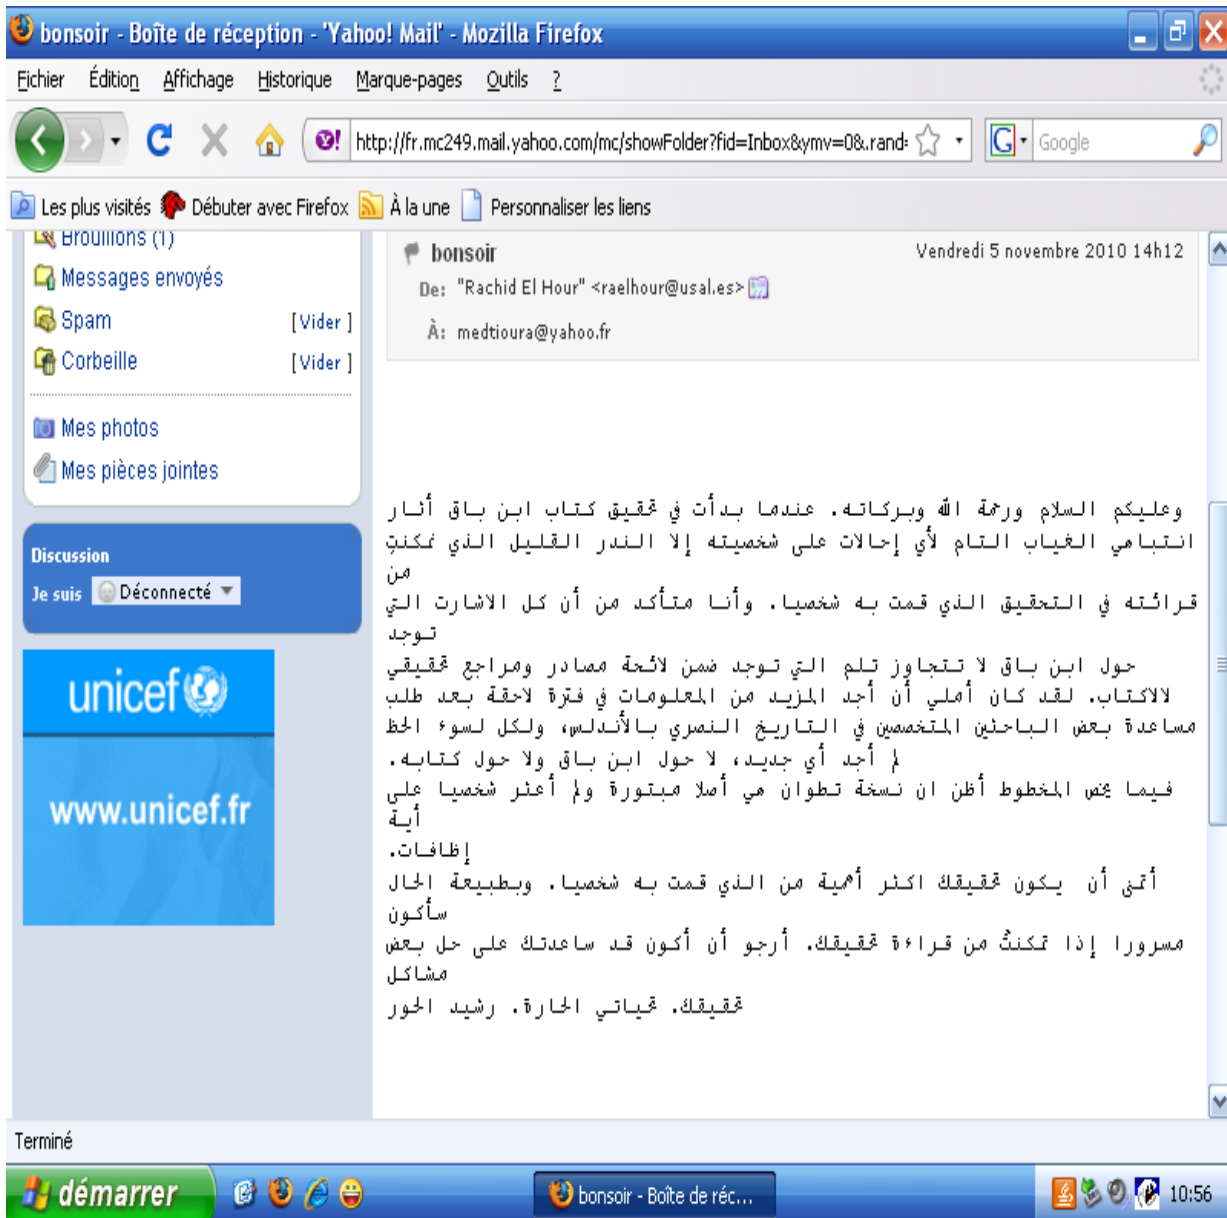 bonsoir - Boîte de réception - 'Yahoo! Mail' - Mozilla Firefox
Fichier Édition Affichage Historique Marque-pages Outils ?
http://fr.mc249.mail.yahoo.com/mc/showFolder?fid=Inbox&ymv=0&.rand=
Google
Les plus visités Débuter avec Firefox À la une Personnaliser les liens
Brouillons (1)
Messages envoyés
Spam [Vider]
Corbeille [Vider]
Mes photos
Mes pièces jointes
Discussion
Je suis Déconnecté
unicef
www.unicef.fr
bonsoir Vendredi 5 novembre 2010 14h12
De: "Rachid El Hour" <raelhour@usal.es>
À: medtioura@yahoo.fr
وعليكم السلام ورحمة الله وبركاته. عندما بدأت في تحقيق كتاب ابن باق أثار
انتباهي الغياب التام لأي إحالات على شخصيته إلا الندر القليل الذي تمكنتِ
من
قرائته في التحقيق الذي قمت به شخصيا. وأنا متأكد من أن كل الاشارت التي
توجد
حول ابن باق لا تتجاوز تلم التي توجد ضمن لائحة مصادر ومراجع تحقيقي
لالاكتاب. لقد كان أملي أن أجد المزيد من المعلومات في فترة لاحقة بعد طلب
مساعدة بعض الباحثين المتخصصين في التاريخ النصري بالأندلس، ولكل لسوء الحظ
لم أجد أي جديد، لا حول ابن باق ولا حول كتابه.
فيما يخص المخطوط أظن ان نسخة تطوان هي أصلا مبتورة ولم أعثر شخصيا على
أية
إظافات.
أتمنى أن يكون تحقيقك اكثر أهمية من الذي قمت به شخصيا. وبطبيعة الحال
سأكون
مسرورا إذا تمكنتُ من قراءة تحقيقك. أرجو أن أكون قد ساعدتك على حل بعض
مشاكل
تحقيقك. تحياتي الحارة. رشيد الحور
Terminé
démarrer
bonsoir - Boîte de réc...
10:56